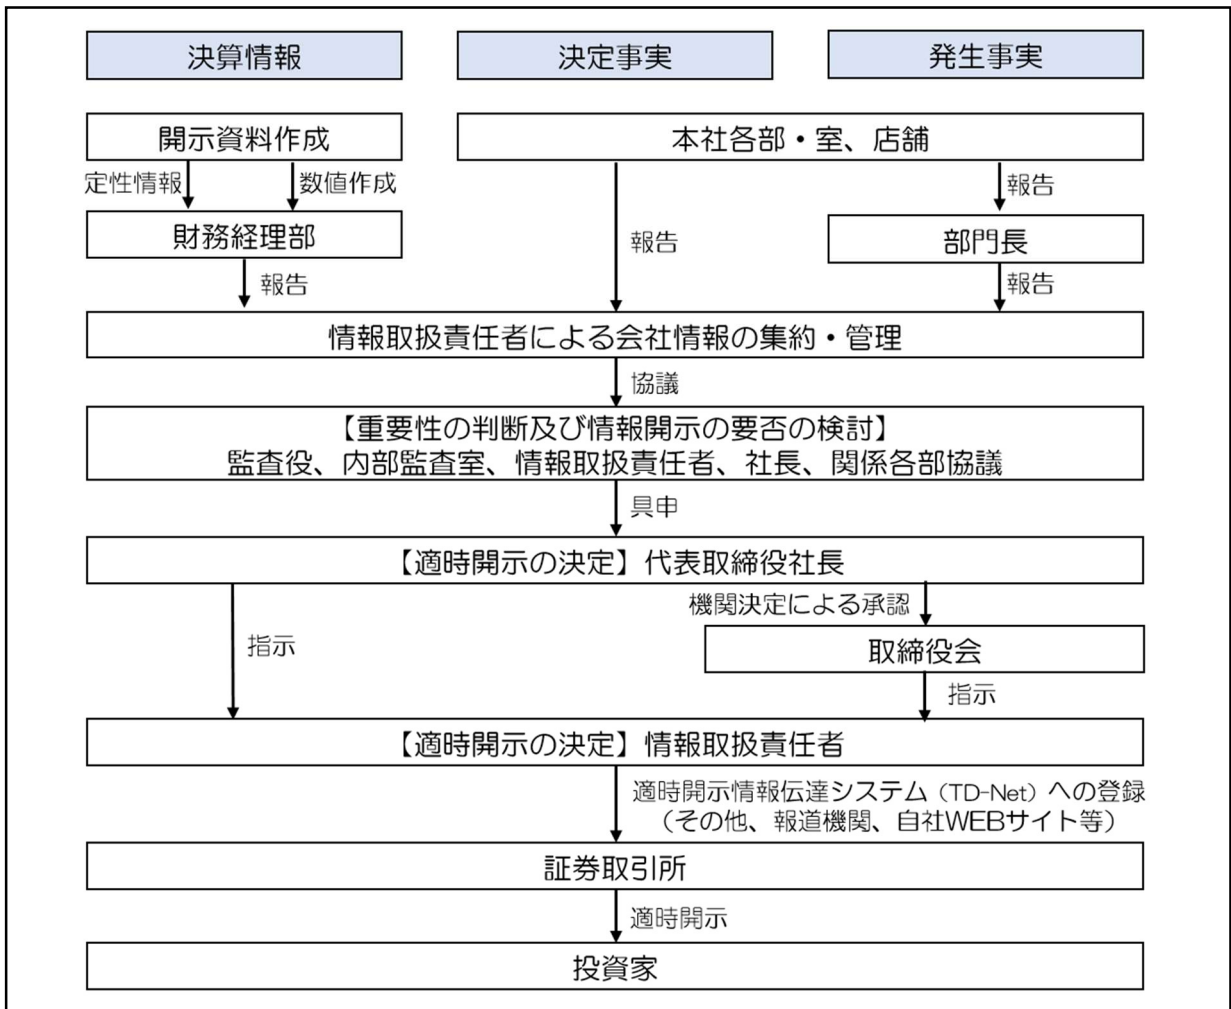 決算情報
決定事実
発生事実
開示資料作成
本社各部・室、店舗
定性情報
数値作成
報告
財務経理部
報告
部門長
報告
報告
情報取扱責任者による会社情報の集約・管理
協議
【重要性の判断及び情報開示の要否の検討】
監査役、内部監査室、情報取扱責任者、社長、関係各部協議
具申
【適時開示の決定】代表取締役社長
機関決定による承認
指示
取締役会
指示
【適時開示の決定】情報取扱責任者
適時開示情報伝達システム（TD-Net）への登録
（その他、報道機関、自社WEBサイト等）
証券取引所
適時開示
投資家